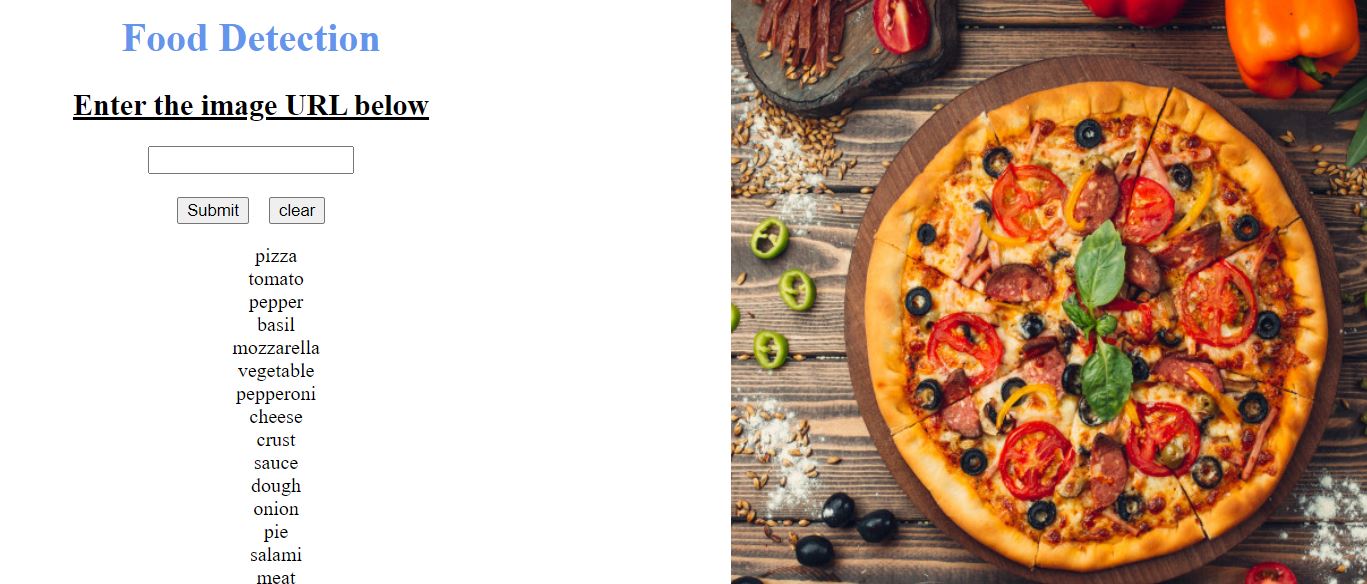 Food Detection
Enter the image URL below
Submit clear
pizza
tomato
pepper
basil
mozzarella
vegetable
pepperoni
cheese
crust
sauce
dough
onion
pie
salami
meat